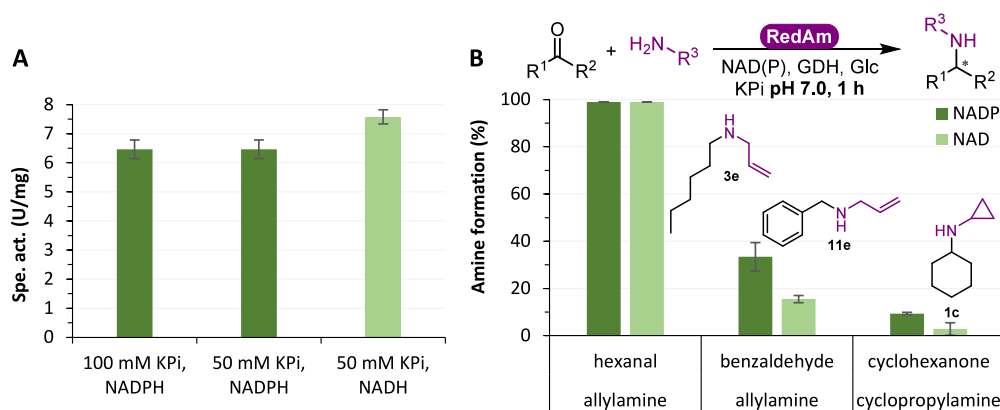 A
Spe. act. (U/mg)
8
7
6
5
4
3
2
1
0
100 mM KPi,
NADPH
50 mM KPi,
NADPH
50 mM KPi,
NADH
B
O
R¹ R²
+
H₂N R³
RedAm
NAD(P), GDH, Glc
KPi pH 7.0, 1 h
R³
NH
*
R¹ R²
Amine formation (%)
100
80
60
40
20
0
NADP
NAD
H
N
3e
N
H
11e
HN
1c
hexanal
allylamine
benzaldehyde
allylamine
cyclohexanone
cyclopropylamine